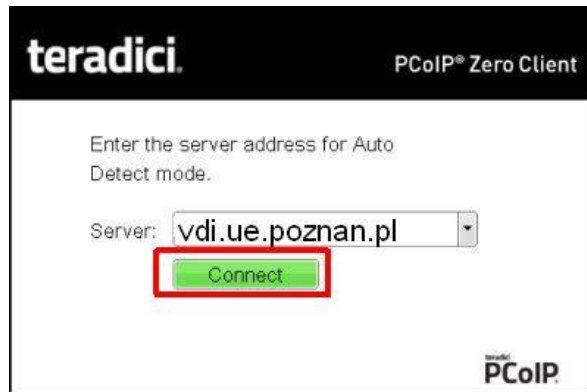 teradici.
PCoIP® Zero Client
Enter the server address for Auto
Detect mode.
Server: vdi.ue.poznan.pl
Connect
teradici
PCoIP.